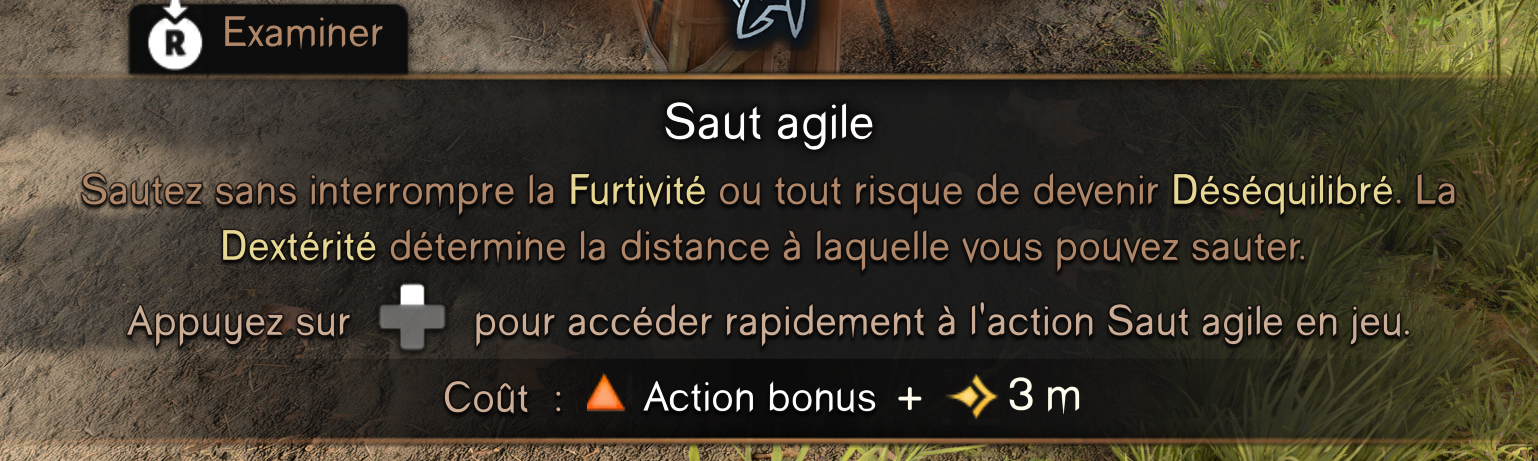 R Examiner
Saut agile
Sautez sans interrompre la Furtivité ou tout risque de devenir Déséquilibré. La
Dextérité détermine la distance à laquelle vous pouvez sauter.
Appuyez sur pour accéder rapidement à l'action Saut agile en jeu.
Coût : Action bonus + 3 m